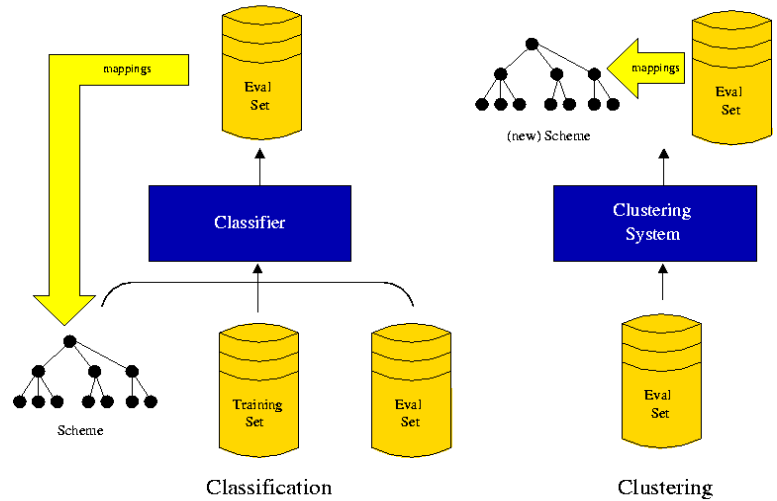 mappings
Eval
Set
Classifier
Scheme
Training
Set
Eval
Set
Classification
mappings
(new) Scheme
Eval
Set
Clustering
System
Eval
Set
Clustering